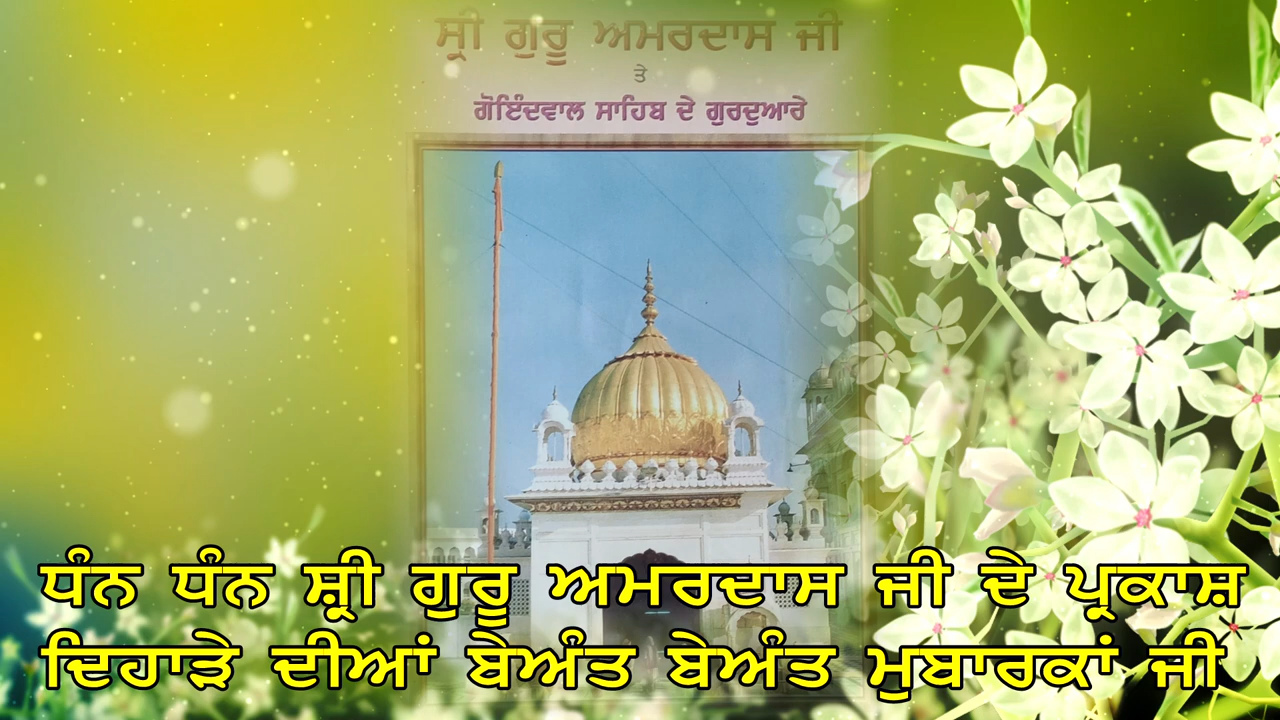 ਸ੍ਰੀ ਗੁਰੂ ਅਮਰਦਾਸ ਜੀ
ਤੇ
ਗੋਇੰਦਵਾਲ ਸਾਹਿਬ ਦੇ ਗੁਰਦੁਆਰੇ
ਧੰਨ ਧੰਨ ਸ਼੍ਰੀ ਗੁਰੂ ਅਮਰਦਾਸ ਜੀ ਦੇ ਪ੍ਰਕਾਸ਼
ਦਿਹਾੜੇ ਦੀਆਂ ਬੇਅੰਤ ਬੇਅੰਤ ਮੁਬਾਰਕਾਂ ਜੀ